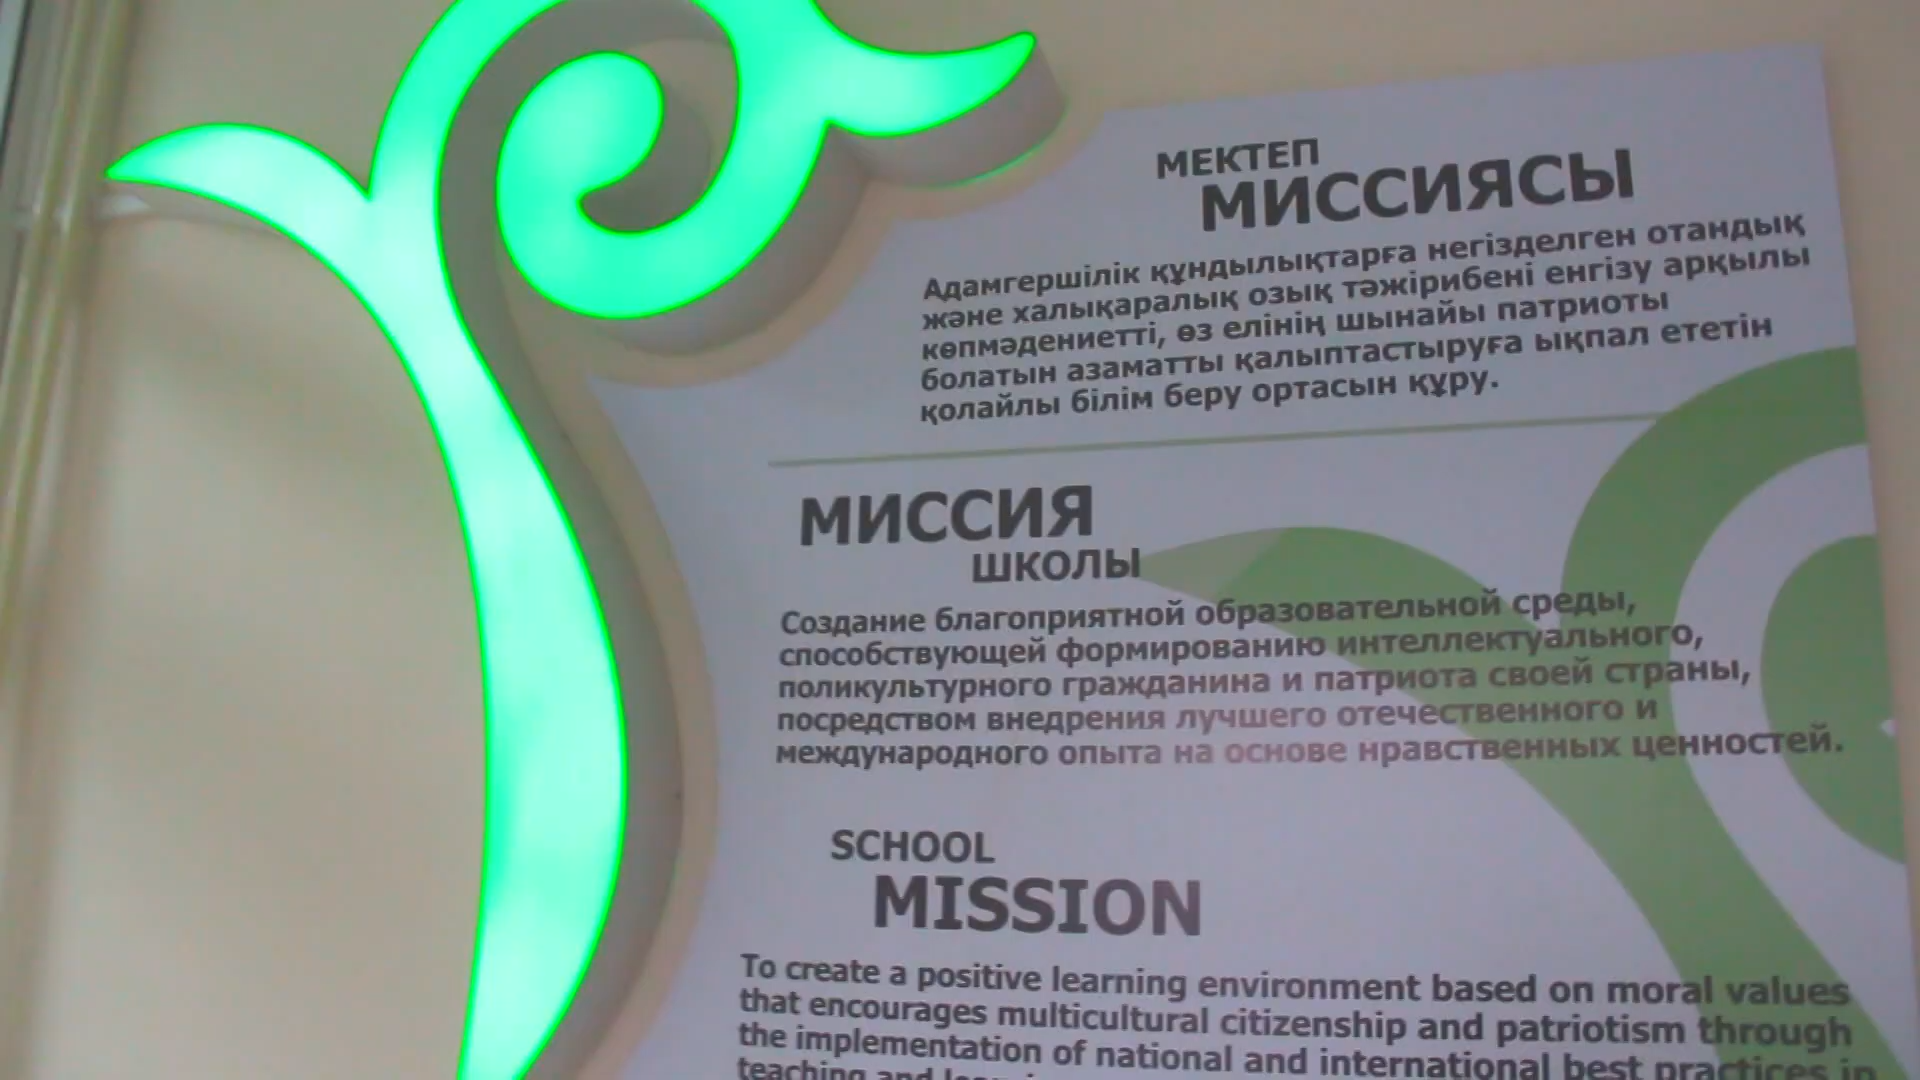 МЕКТЕП
МИССИЯСЫ
Адамгершілік құндылықтарға негізделген отандық
және халықаралық озық тәжірибені енгізу арқылы
көпмәдениетті, өз елінің шынайы патриоты
болатын азаматты қалыптастыруға ықпал ететін
қолайлы білім беру ортасын құру.
МИССИЯ
ШКОЛЫ
Создание благоприятной образовательной среды,
способствующей формированию интеллектуального,
поликультурного гражданина и патриота своей страны,
посредством внедрения лучшего отечественного и
международного опыта на основе нравственных ценностей.
SCHOOL
MISSION
To create a positive learning environment based on moral values
that encourages multicultural citizenship and patriotism through
the implementation of national and international best practices in
teaching and